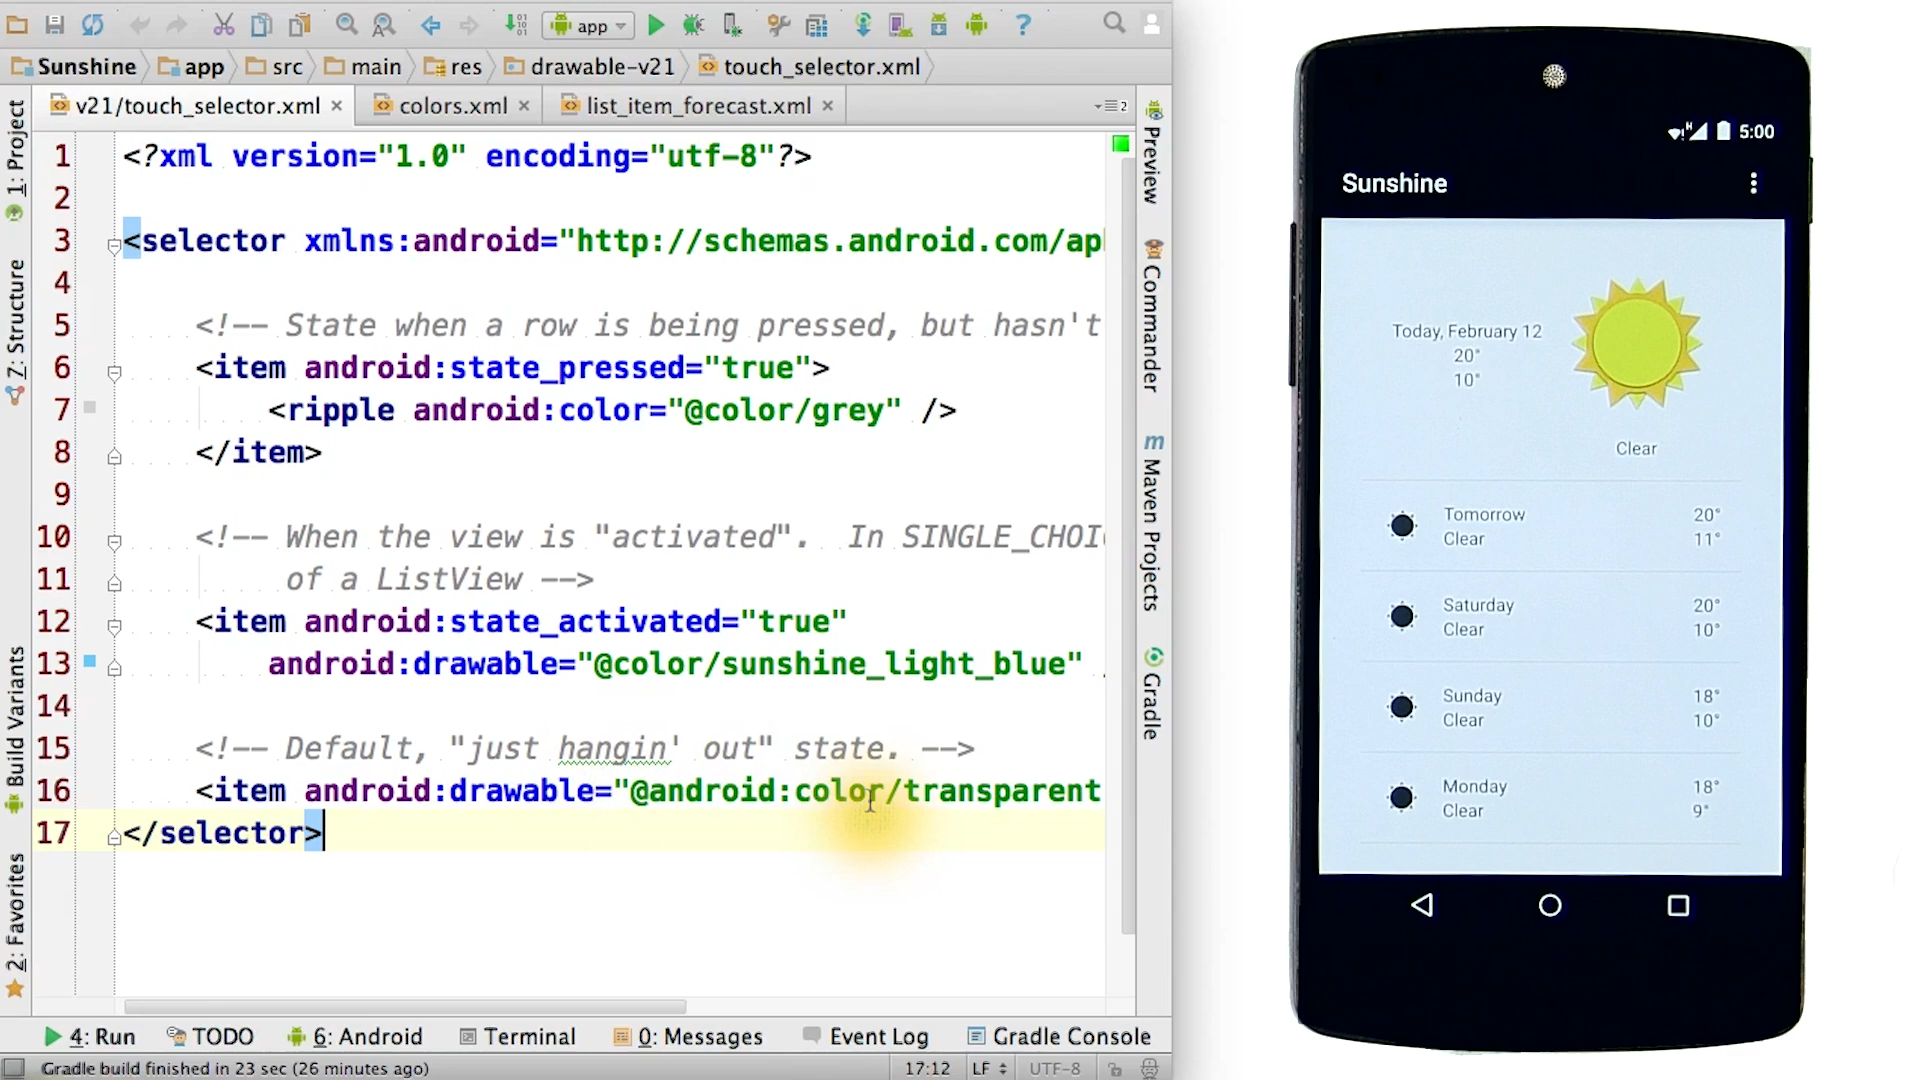 app
Sunshine
app
src
main
res
drawable-v21
touch_selector.xml
v21/touch_selector.xml
colors.xml
list_item_forecast.xml
2
1 <?xml version="1.0" encoding="utf-8"?>
2
3 <selector xmlns:android="http://schemas.android.com/ap
4
5 <!-- State when a row is being pressed, but hasn't
6 <item android:state_pressed="true">
7 <ripple android:color="@color/grey" />
8 </item>
9
10 <!-- When the view is "activated".  In SINGLE_CHOI
11 of a ListView -->
12 <item android:state_activated="true"
13 android:drawable="@color/sunshine_light_blue"
14
15 <!-- Default, "just hangin' out" state. -->
16 <item android:drawable="@android:color/transparent
17 </selector>
1: Project
7: Structure
Build Variants
2: Favorites
Preview
Commander
m
Maven Projects
Gradle
4: Run
TODO
6: Android
Terminal
0: Messages
Event Log
Gradle Console
Gradle build finished in 23 sec (26 minutes ago)
17:12
LF
UTF-8
H
5:00
Sunshine
Today, February 12
20°
10°
Clear
Tomorrow 20°
Clear 11°
Saturday 20°
Clear 10°
Sunday 18°
Clear 10°
Monday 18°
Clear 9°